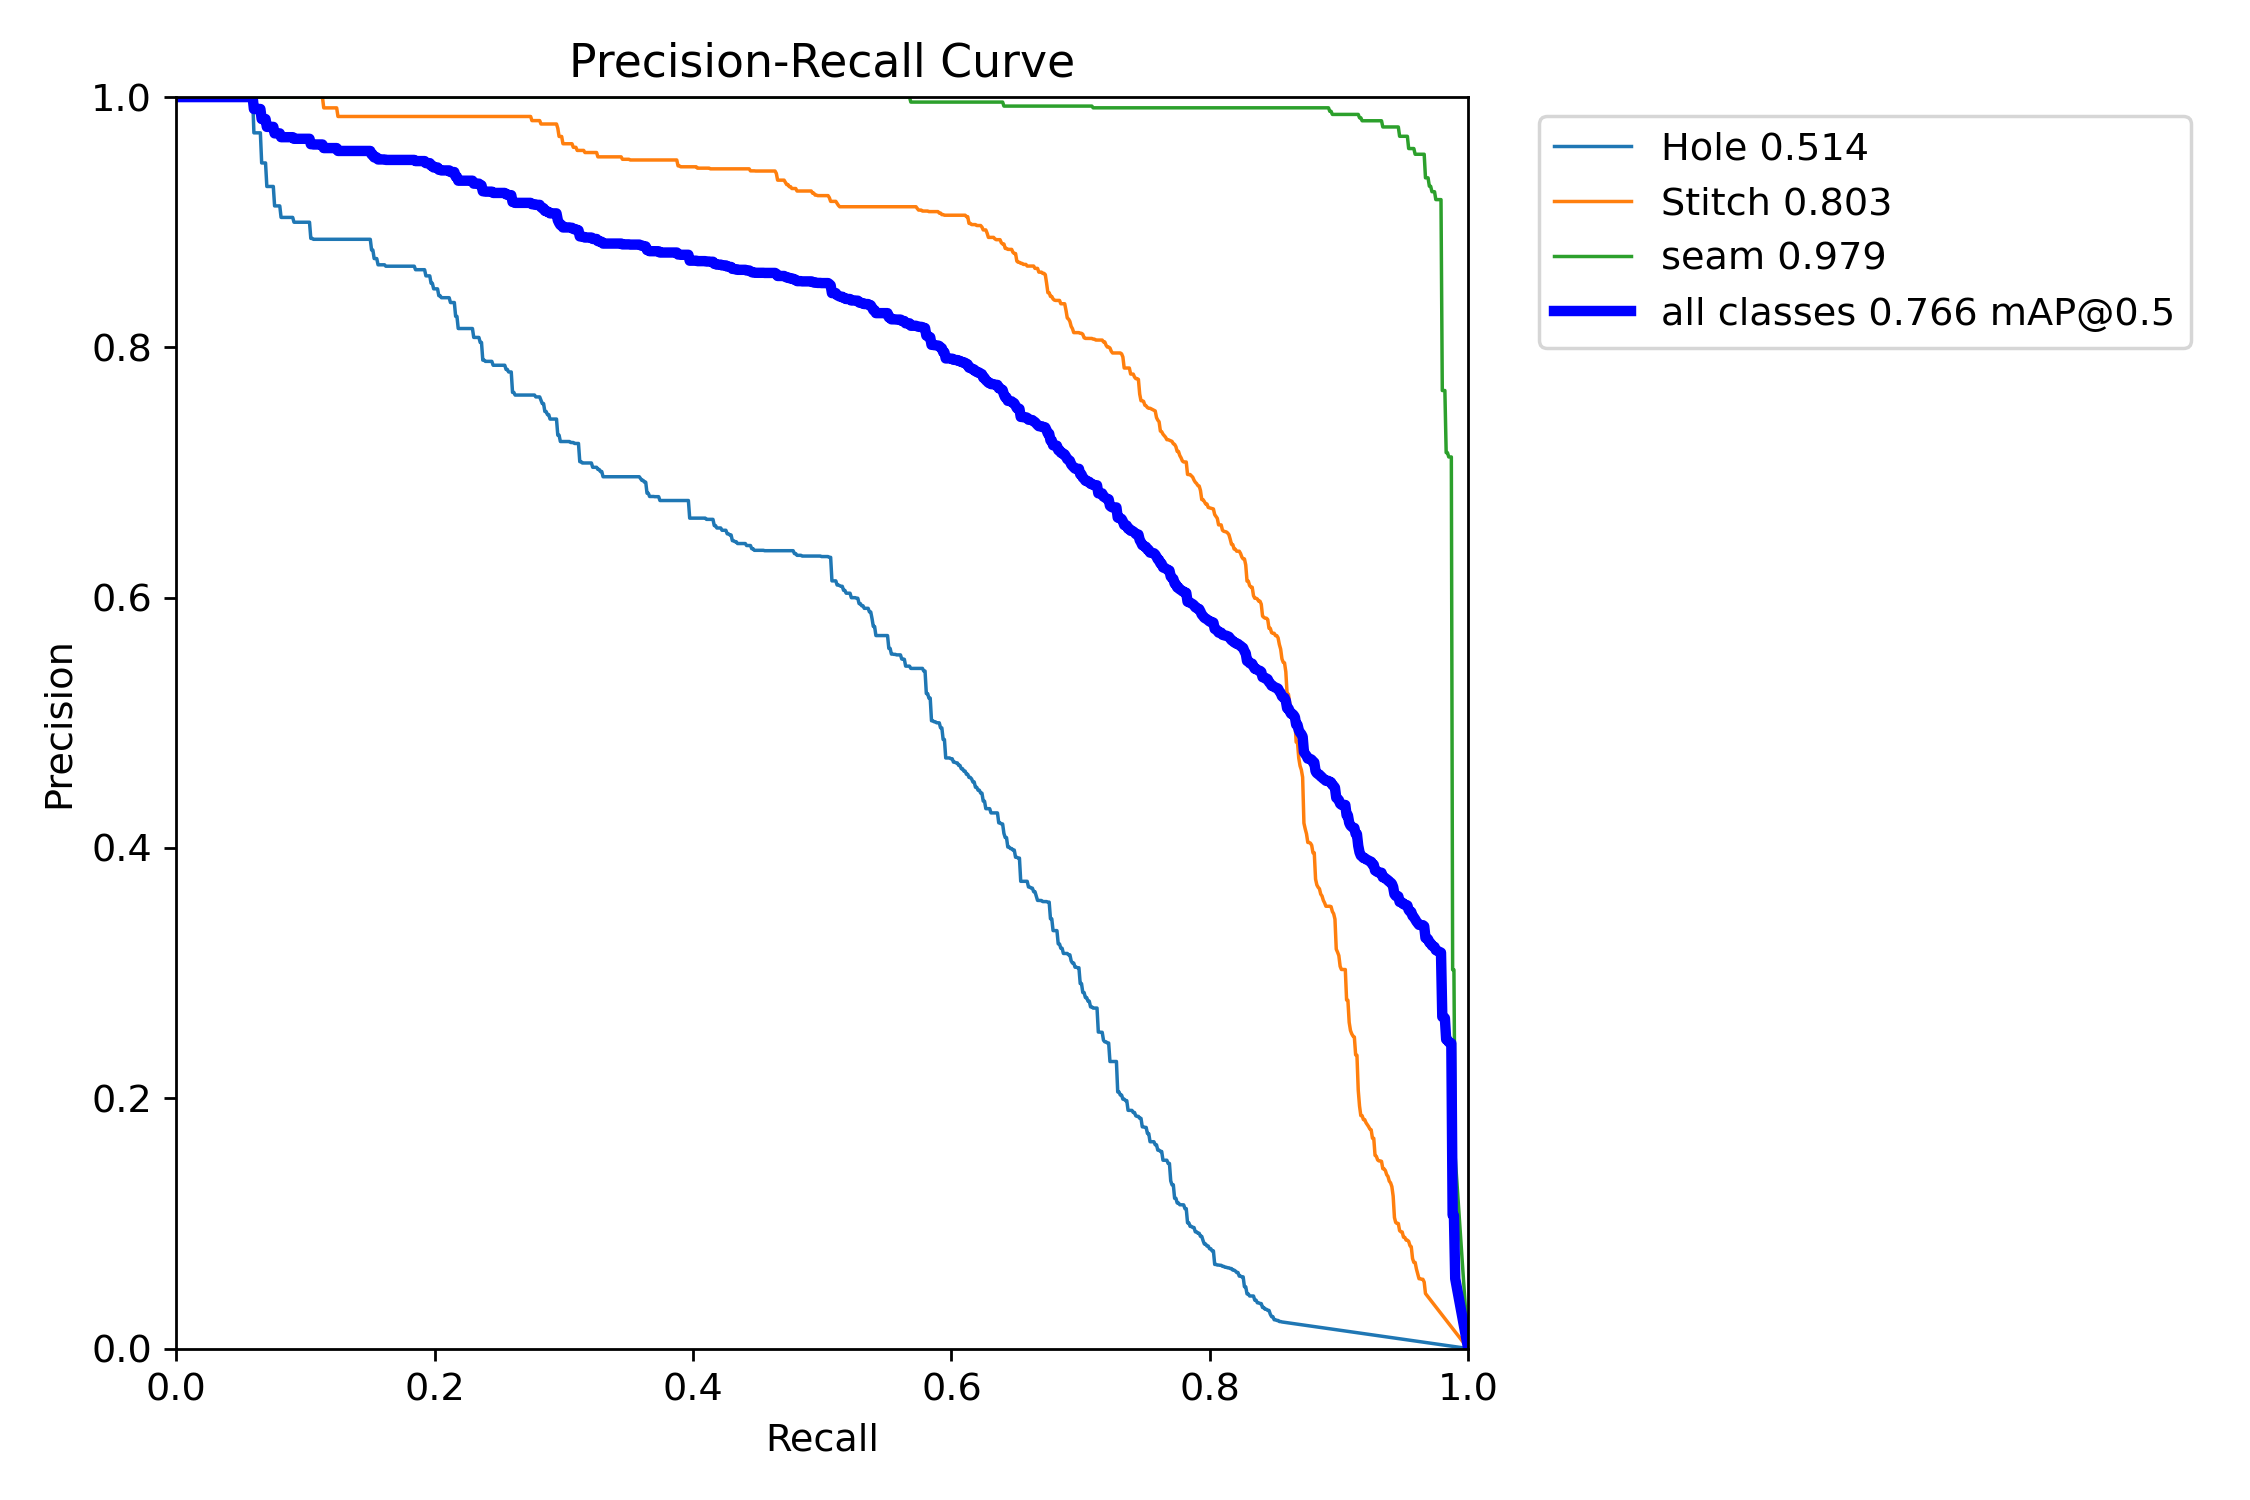 Precision-Recall Curve
1.0
0.8
0.6
0.4
0.2
0.0
Precision
0.0 0.2 0.4 0.6 0.8 1.0
Recall
Hole 0.514
Stitch 0.803
seam 0.979
all classes 0.766 mAP@0.5